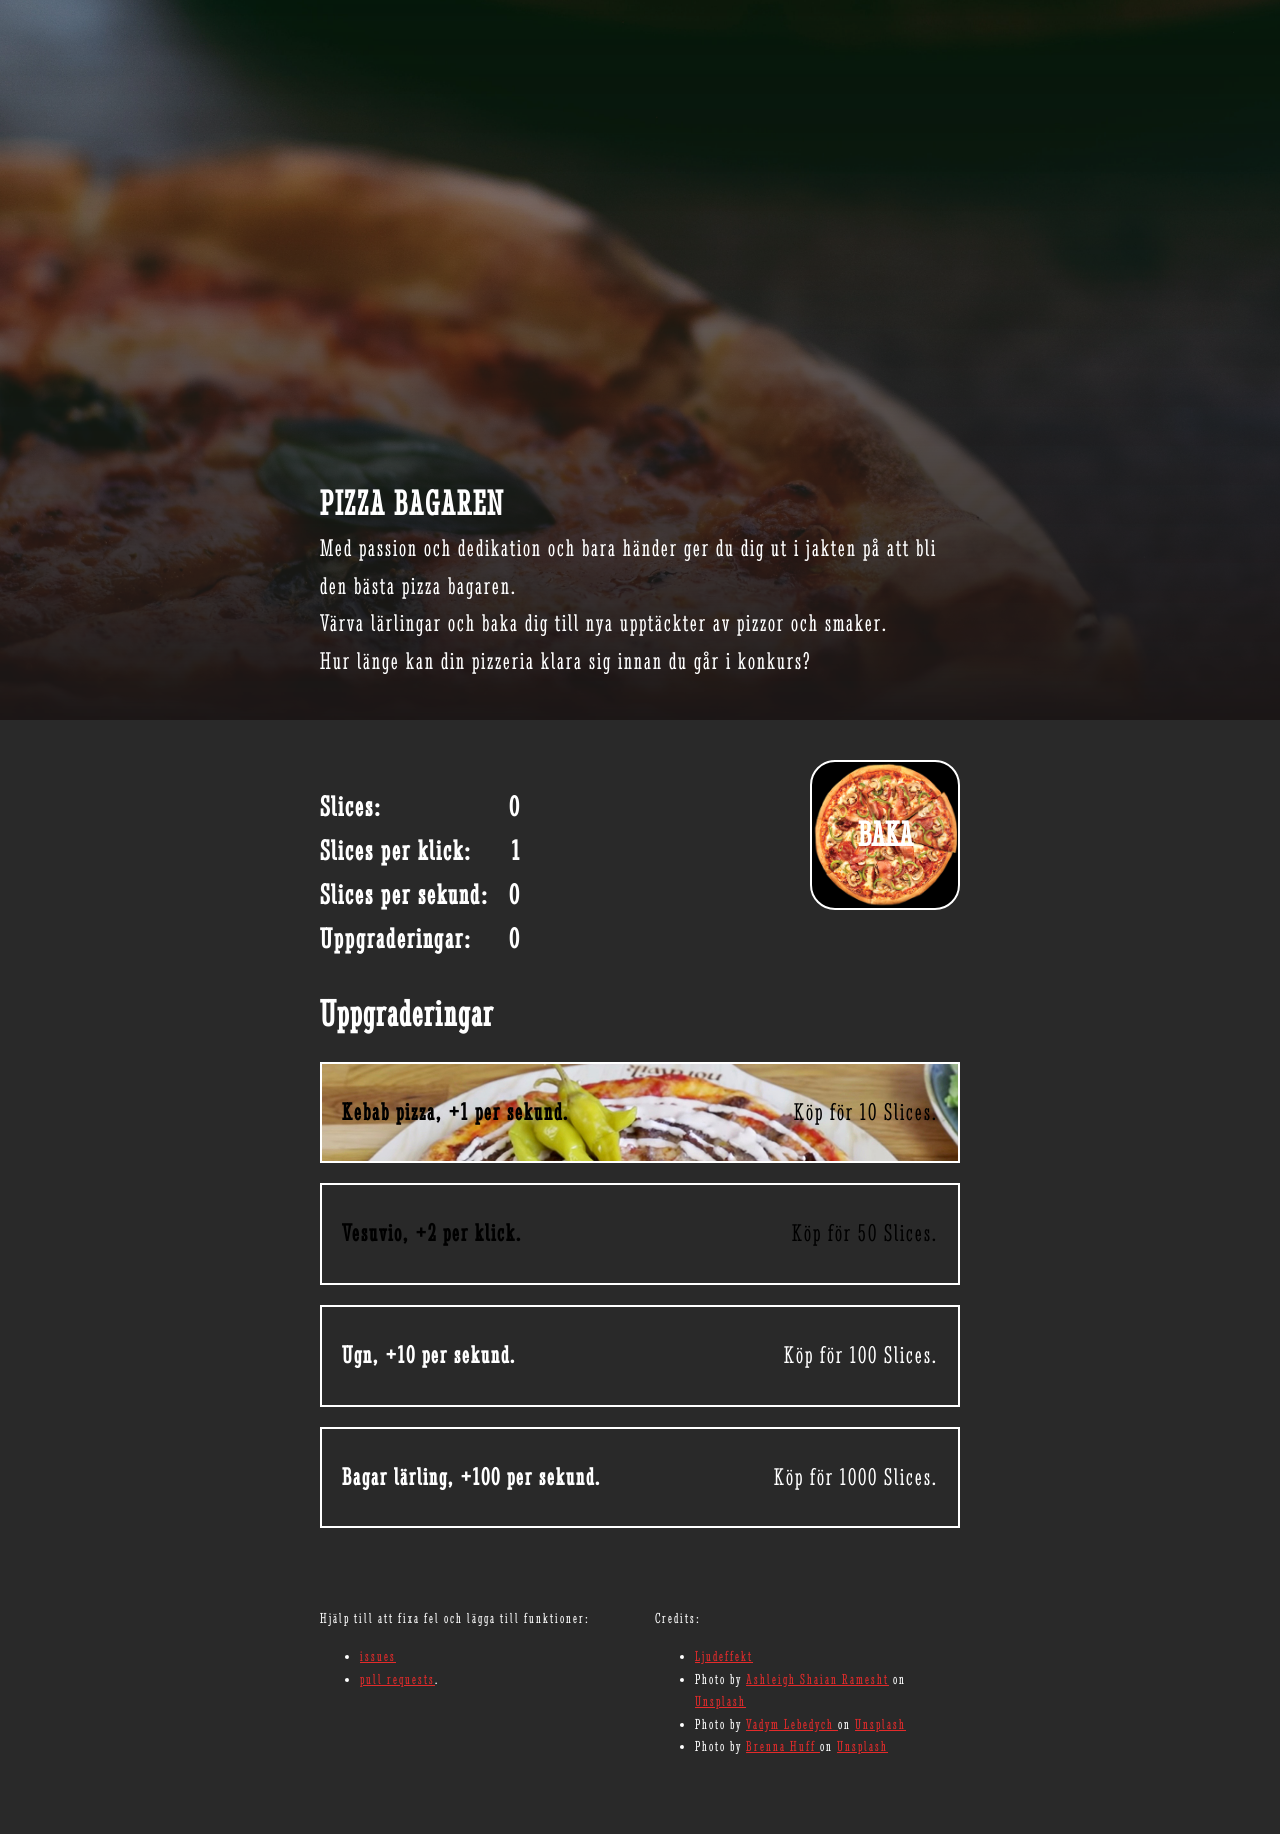 PIZZA BAGAREN
Med passion och dedikation och bara händer ger du dig ut i jakten på att bli
den bästa pizza bagaren.
Värva lärlingar och baka dig till nya upptäckter av pizzor och smaker.
Hur länge kan din pizzeria klara sig innan du går i konkurs?
Slices: 0
Slices per klick: 1
Slices per sekund: 0
Uppgraderingar: 0
BAKA
Uppgraderingar
Kebab pizza, +1 per sekund. Köp för 10 Slices.
Vesuvio, +2 per klick. Köp för 50 Slices.
Ugn, +10 per sekund. Köp för 100 Slices.
Bagar lärling, +100 per sekund. Köp för 1000 Slices.
Hjälp till att fixa fel och lägga till funktioner:
issues
pull requests.
Credits:
Ljudeffekt
Photo by Ashleigh Shaian Ramesht on
Unsplash
Photo by Vadym Lebedych on Unsplash
Photo by Brenna Huff on Unsplash